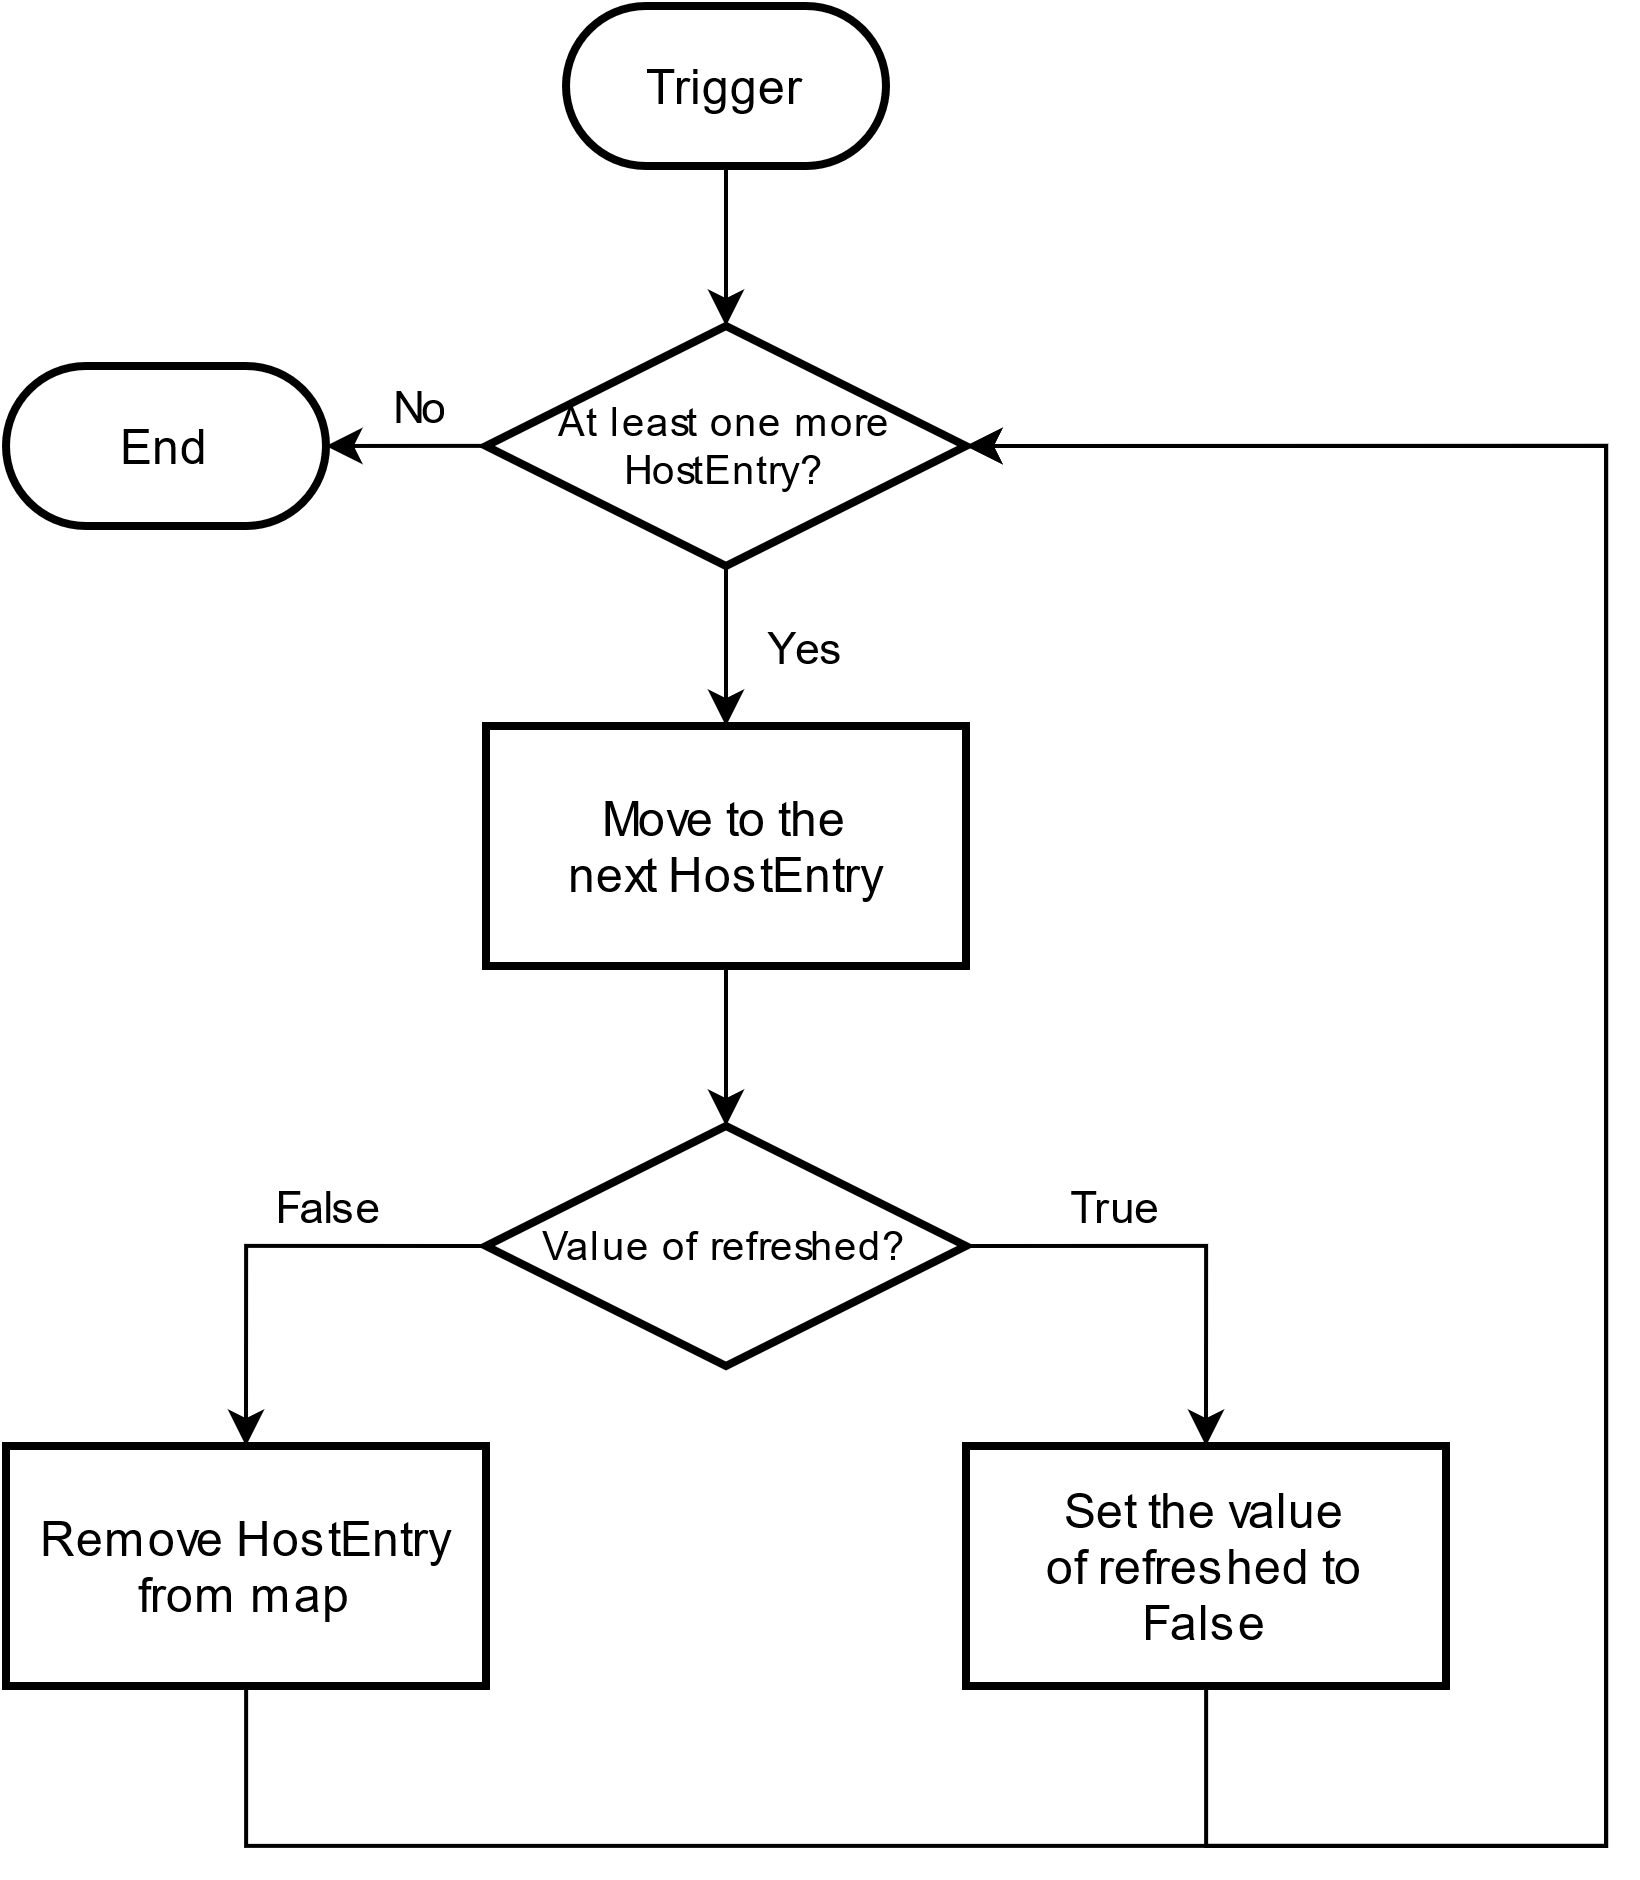 Trigger
No
End
At least one more
HostEntry?
Yes
Move to the
next HostEntry
False
True
Value of refreshed?
Remove HostEntry
from map
Set the value
of refreshed to
False